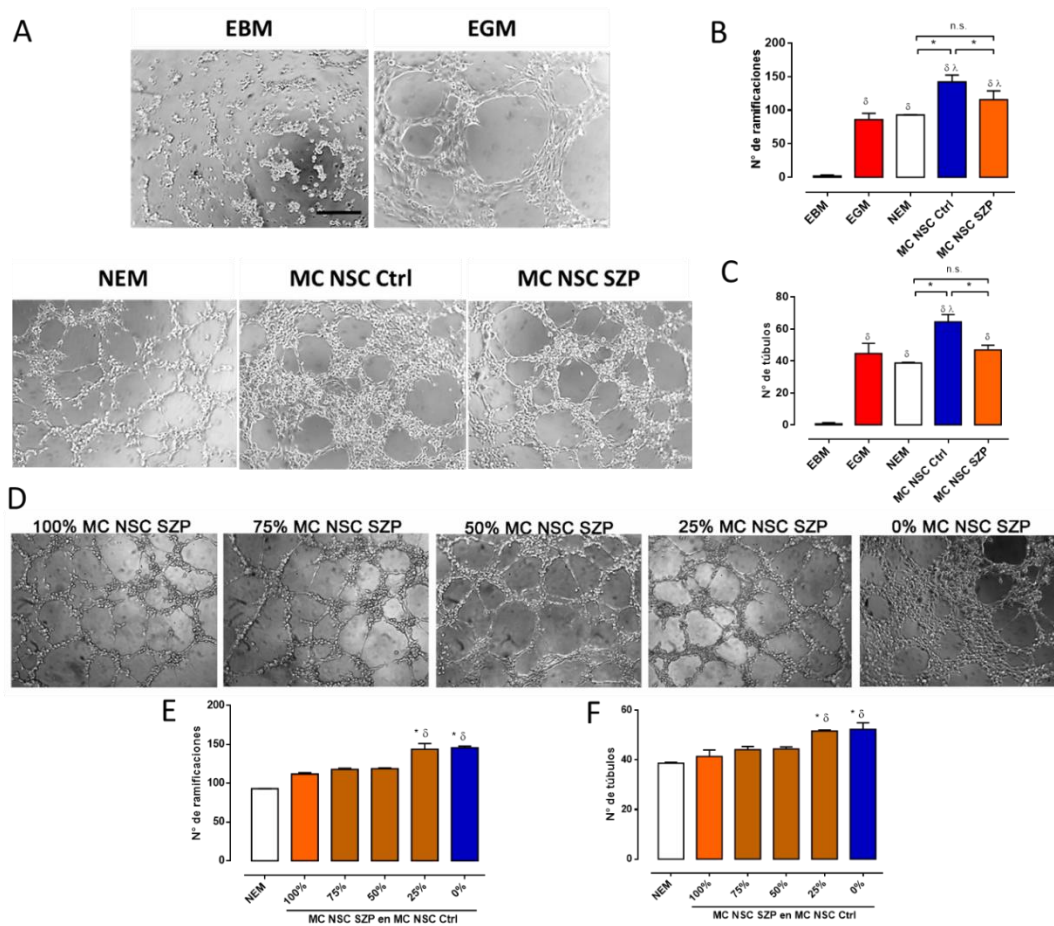 A
EBM
EGM
NEM
MC NSC Ctrl
MC NSC SZP
B
N° de ramificaciones
200
150
100
50
0
n.s.
* *
δ δ δ λ δ λ
EBM
EGM
NEM
MC NSC Ctrl
MC NSC SZP
C
N° de túbulos
80
60
40
20
0
n.s.
* *
δ δ δ λ δ
EBM
EGM
NEM
MC NSC Ctrl
MC NSC SZP
D
100% MC NSC SZP
75% MC NSC SZP
50% MC NSC SZP
25% MC NSC SZP
0% MC NSC SZP
E
N° de ramificaciones
200
150
100
50
0
* δ * δ
NEM
100%
75%
50%
25%
0%
MC NSC SZP en MC NSC Ctrl
F
N° de túbulos
60
40
20
0
* δ * δ
NEM
100%
75%
50%
25%
0%
MC NSC SZP en MC NSC Ctrl